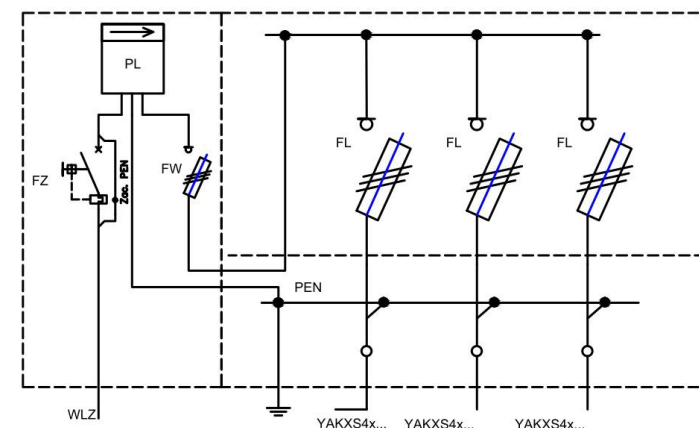 PL
FZ
Zac. PEN
FW
FL
FL
FL
PEN
WLZ
YAKXS4x...
YAKXS4x...
YAKXS4x...